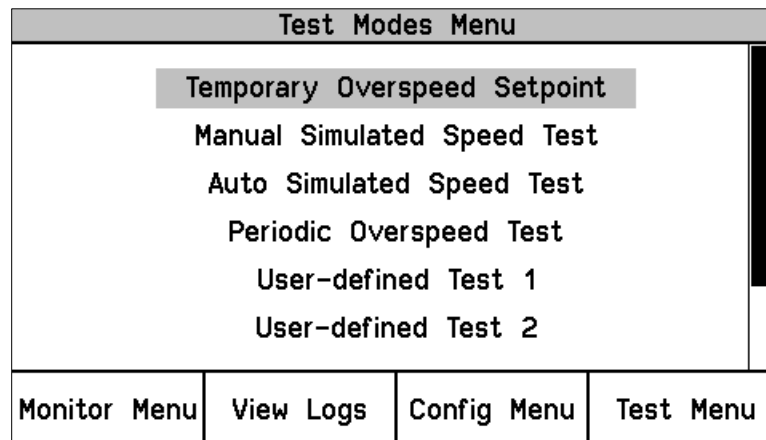 Test Modes Menu
Temporary Overspeed Setpoint
Manual Simulated Speed Test
Auto Simulated Speed Test
Periodic Overspeed Test
User-defined Test 1
User-defined Test 2
Monitor Menu View Logs Config Menu Test Menu